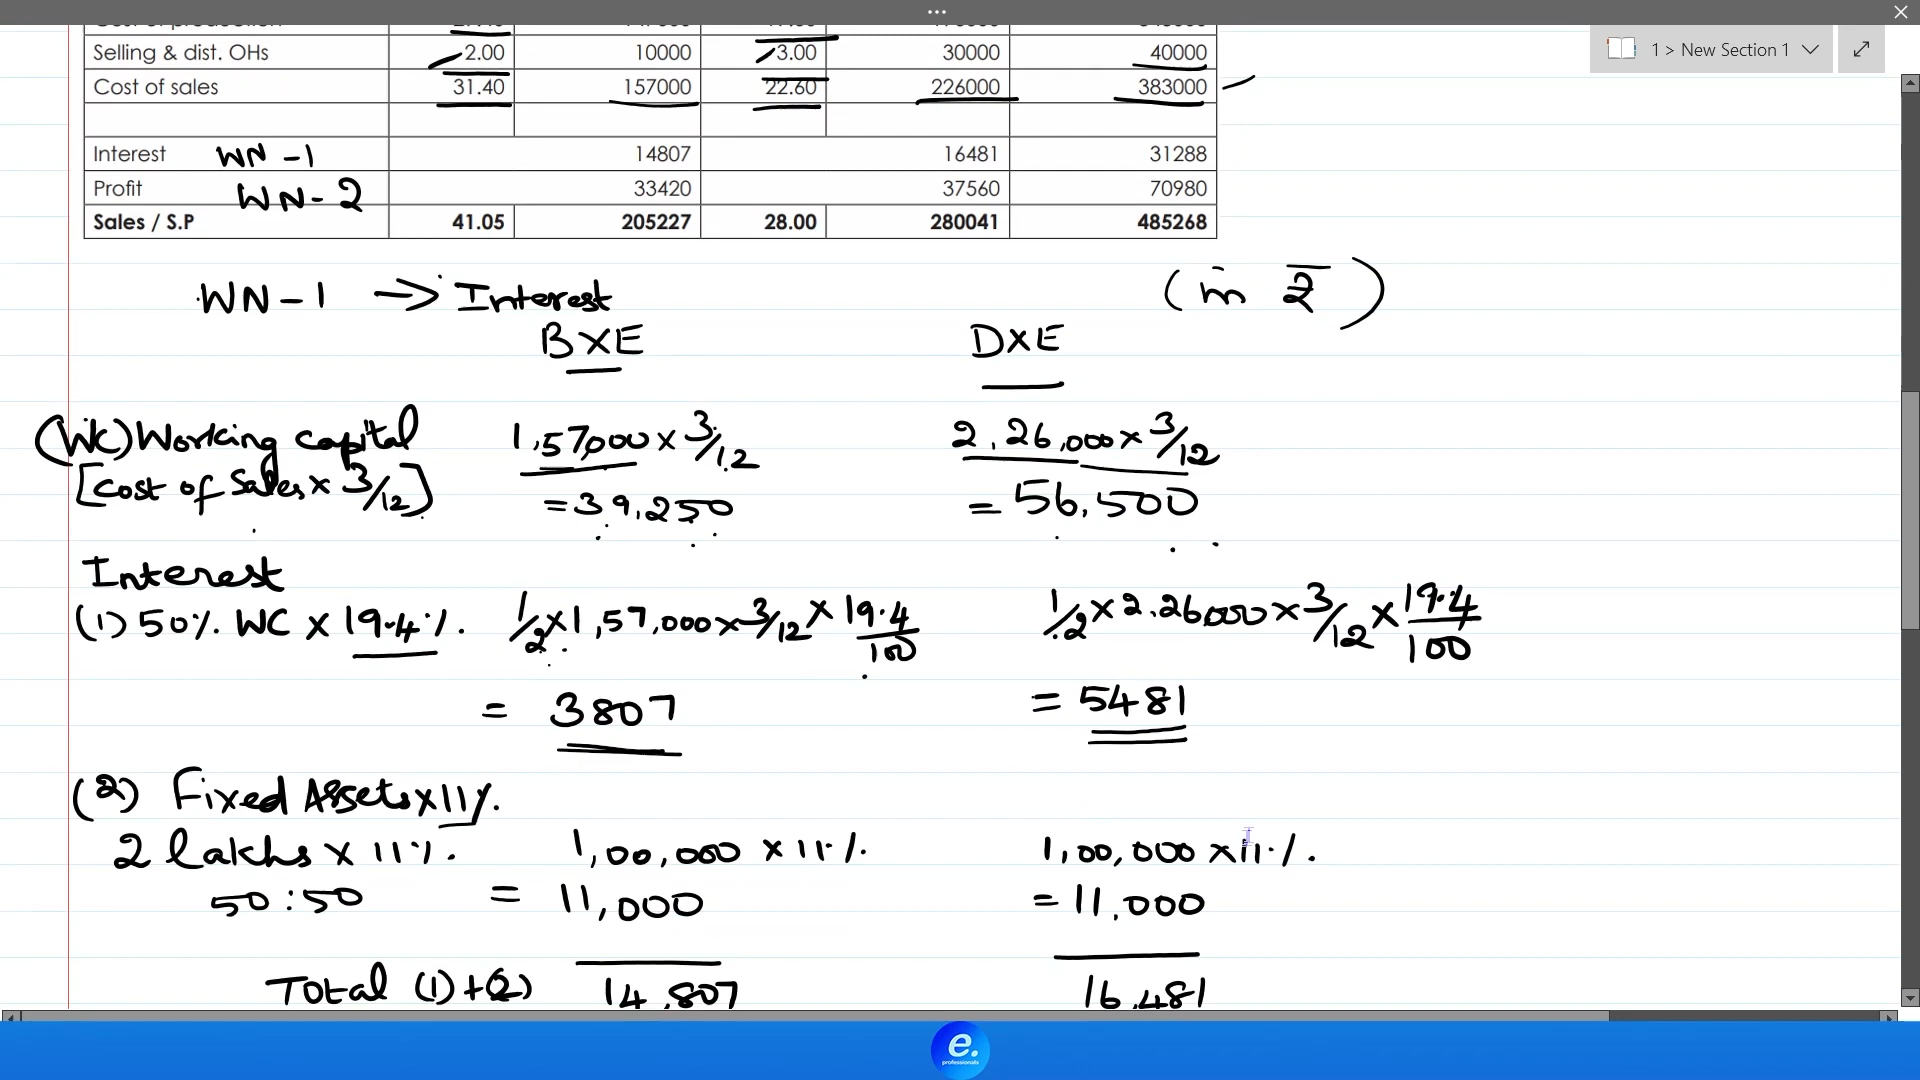 Selling & dist. OHs 2.00 10000 3.00 30000 40000
Cost of sales 31.40 157000 22.60 226000 383000
Interest WN-1 14807 16481 31288
Profit WN-2 33420 37560 70980
Sales / S.P 41.05 205227 28.00 280041 485268
1 > New Section 1
WN-1 → Interest (in ₹)
BXE DXE
(WC) Working capital 1,57,000 x 3/12 2,26,000 x 3/12
[cost of Sales x 3/12] = 39,250 = 56,500
Interest
(1) 50% WC x 19.4% 1/2 x 1,57,000 x 3/12 x 19.4/100 1/2 x 2,26,000 x 3/12 x 19.4/100
= 3807 = 5481
(2) Fixed Assets x 11%
2 lakhs x 11% 1,00,000 x 11% 1,00,000 x 11%
50:50 = 11,000 = 11,000
Total (1)+(2) 14,807 16,481
e.
professionals